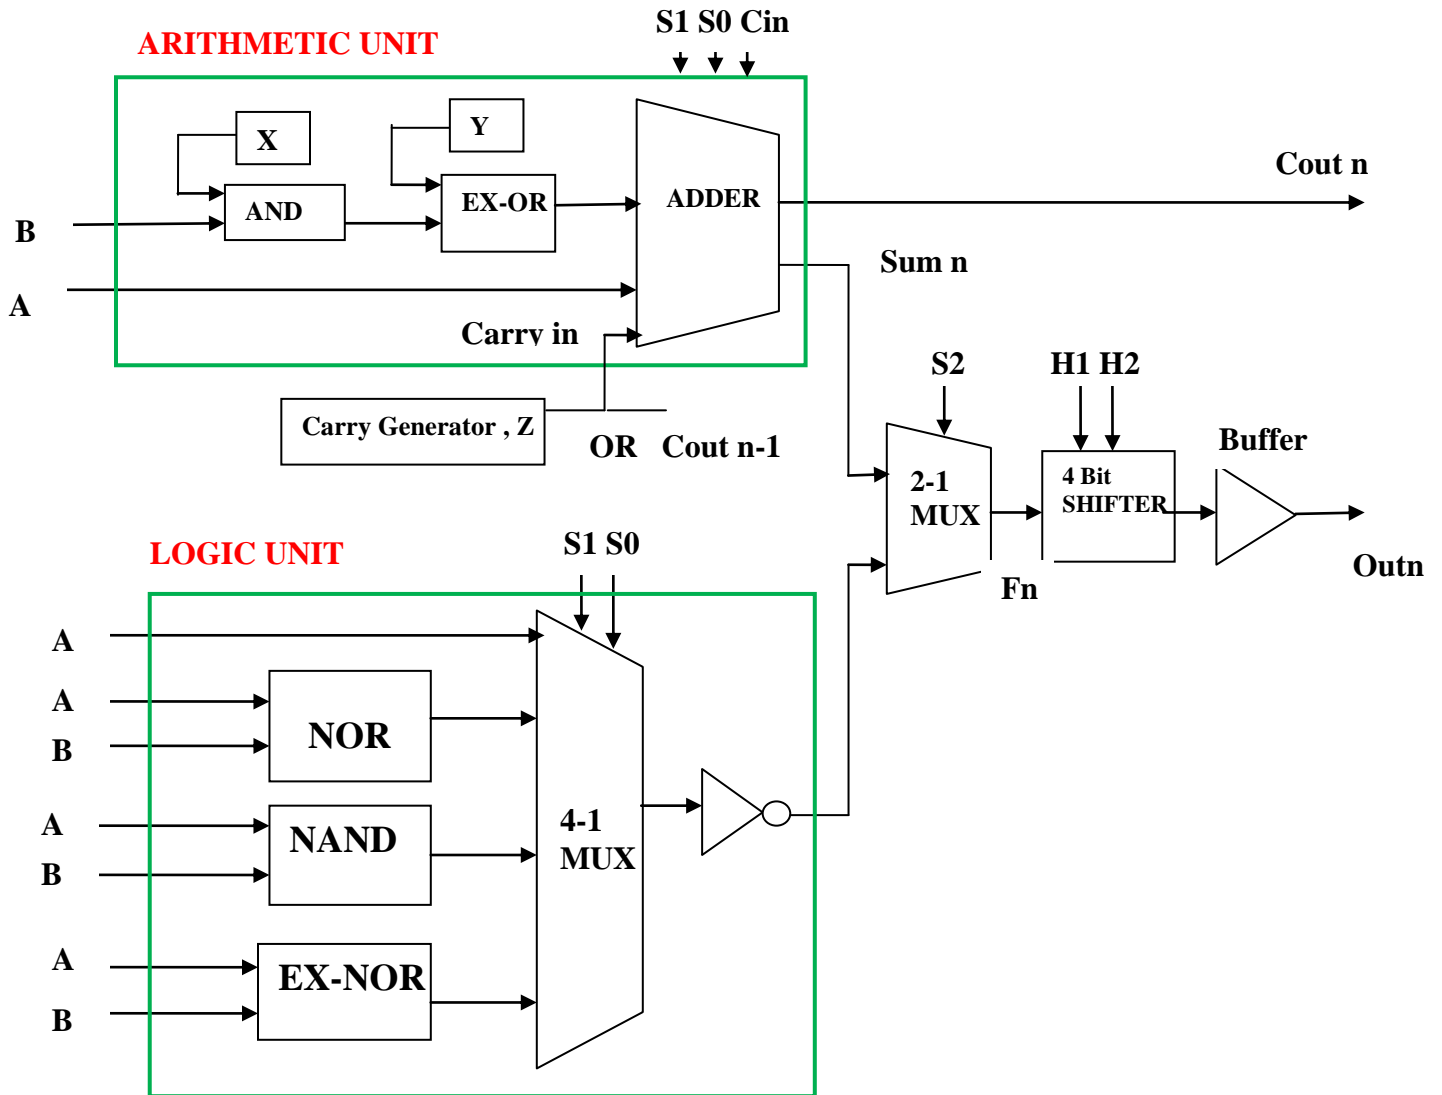 S1 S0 Cin
ARITHMETIC UNIT
X
Y
AND
EX-OR
ADDER
Cout n
B
A
Sum n
Carry in
Carry Generator , Z
OR Cout n-1
S2
H1 H2
Buffer
2-1
MUX
4 Bit
SHIFTER
Fn
Outn
LOGIC UNIT
S1 S0
A
A
B
NOR
A
B
NAND
A
B
EX-NOR
4-1
MUX